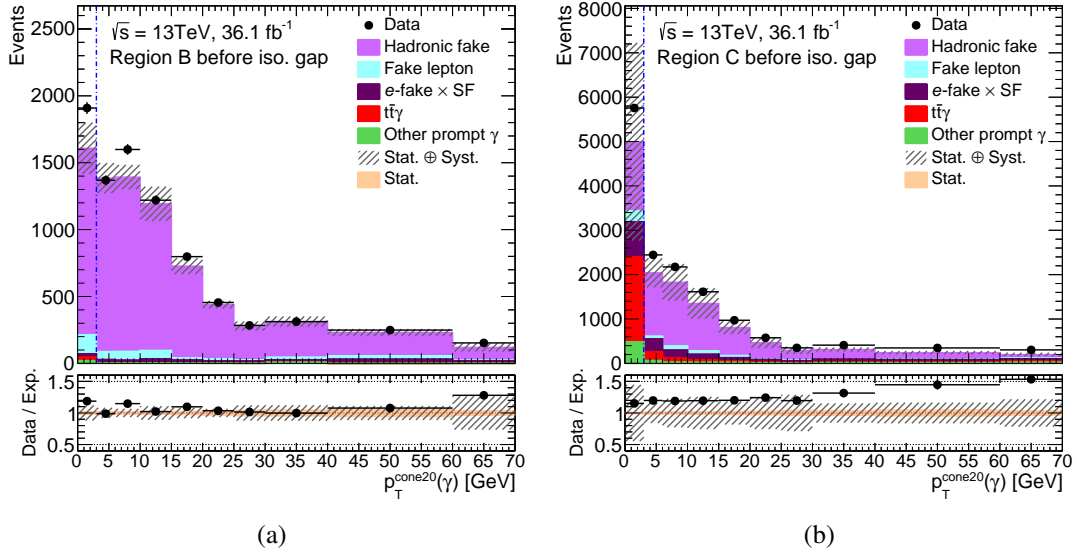 Events
2500
2000
1500
1000
500
0
√s = 13TeV, 36.1 fb⁻¹
Region B before iso. gap
Data
Hadronic fake
Fake lepton
e-fake × SF
tt̄γ
Other prompt γ
Stat. ⊕ Syst.
Stat.
Data / Exp.
1.5
1
0.5
0 5 10 15 20 25 30 35 40 45 50 55 60 65 70
p_T^cone20(γ) [GeV]
(a)
Events
8000
7000
6000
5000
4000
3000
2000
1000
0
√s = 13TeV, 36.1 fb⁻¹
Region C before iso. gap
Data
Hadronic fake
Fake lepton
e-fake × SF
tt̄γ
Other prompt γ
Stat. ⊕ Syst.
Stat.
Data / Exp.
1.5
1
0.5
0 5 10 15 20 25 30 35 40 45 50 55 60 65 70
p_T^cone20(γ) [GeV]
(b)